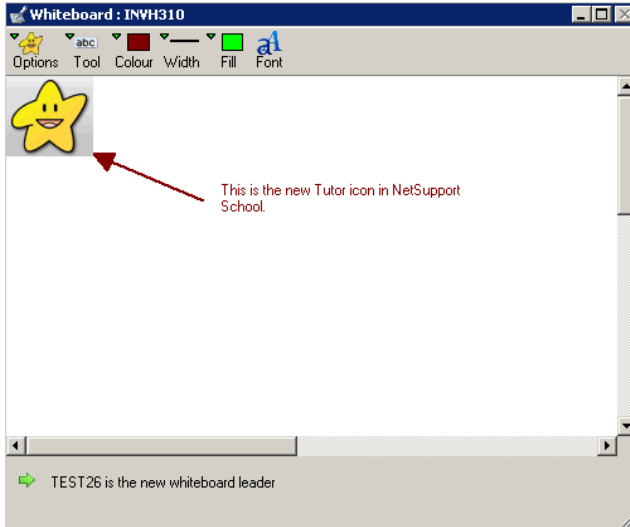 Whiteboard : INVH310
abc
Options Tool Colour Width Fill Font
This is the new Tutor icon in NetSupport
School.
TEST26 is the new whiteboard leader